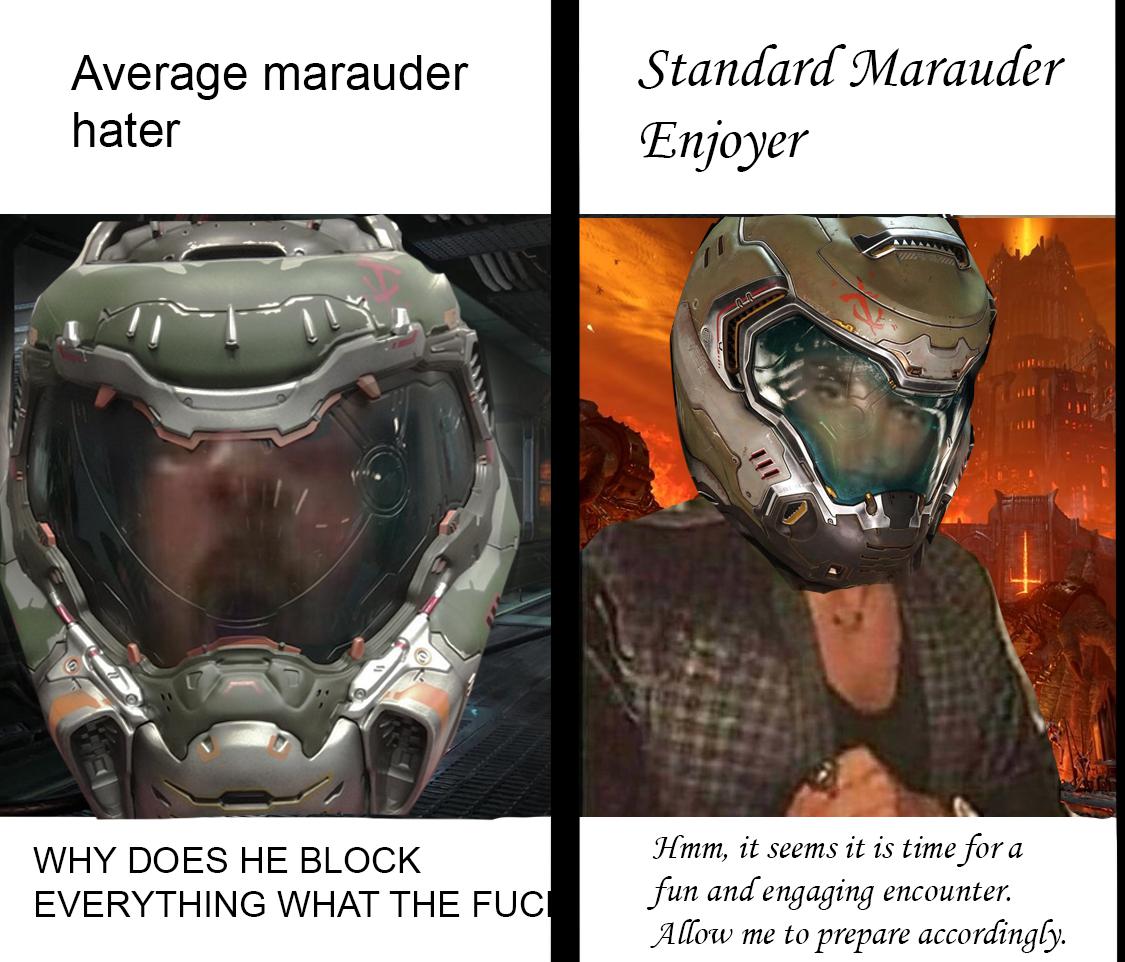 Average marauder
hater
Standard Marauder
Enjoyer
WHY DOES HE BLOCK
EVERYTHING WHAT THE FUC
Hmm, it seems it is time for a
fun and engaging encounter.
Allow me to prepare accordingly.